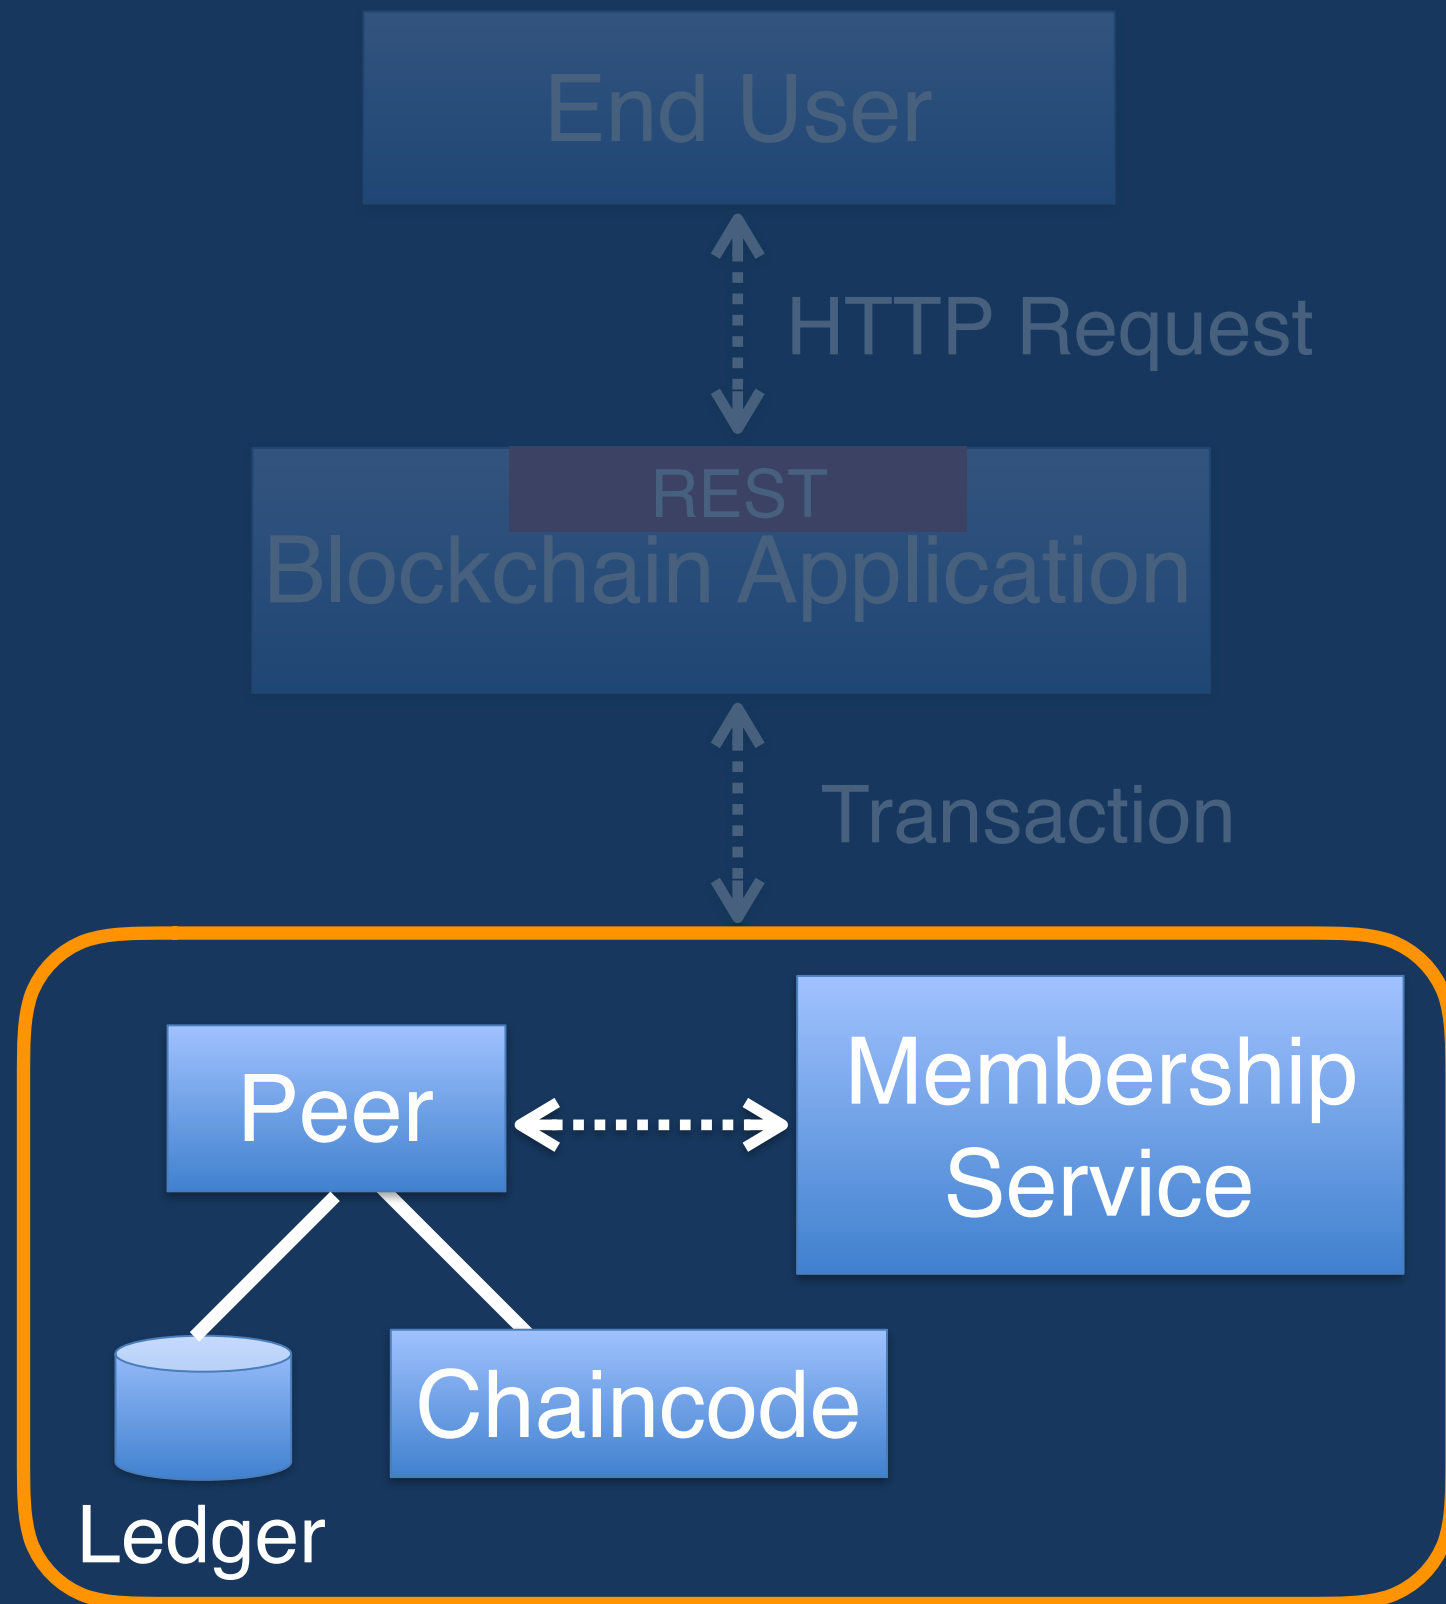 End User
HTTP Request
REST
Blockchain Application
Transaction
Peer
Membership
Service
Chaincode
Ledger